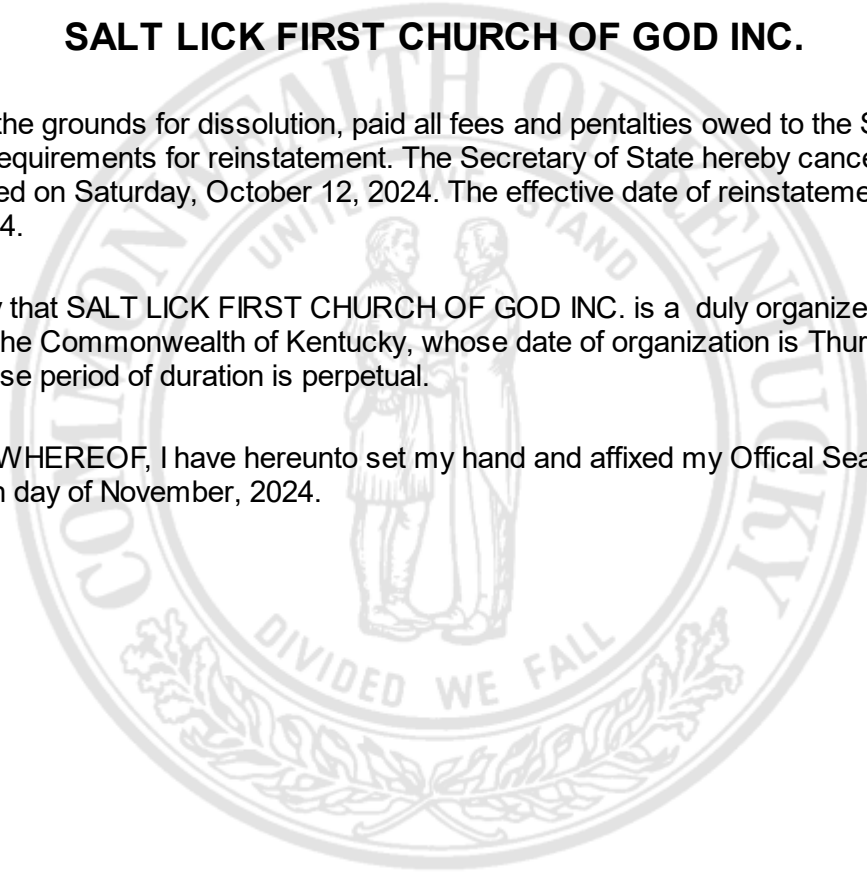 SALT LICK FIRST CHURCH OF GOD INC.
the grounds for dissolution, paid all fees and pentalties owed to the S
equirements for reinstatement. The Secretary of State hereby cance
ed on Saturday, October 12, 2024. The effective date of reinstateme
4.
y that SALT LICK FIRST CHURCH OF GOD INC. is a duly organize
he Commonwealth of Kentucky, whose date of organization is Thur
se period of duration is perpetual.
WHEREOF, I have hereunto set my hand and affixed my Offical Sea
n day of November, 2024.
COMMONWEALTH OF KENTUCKY
UNITED WE STAND
DIVIDED WE FALL